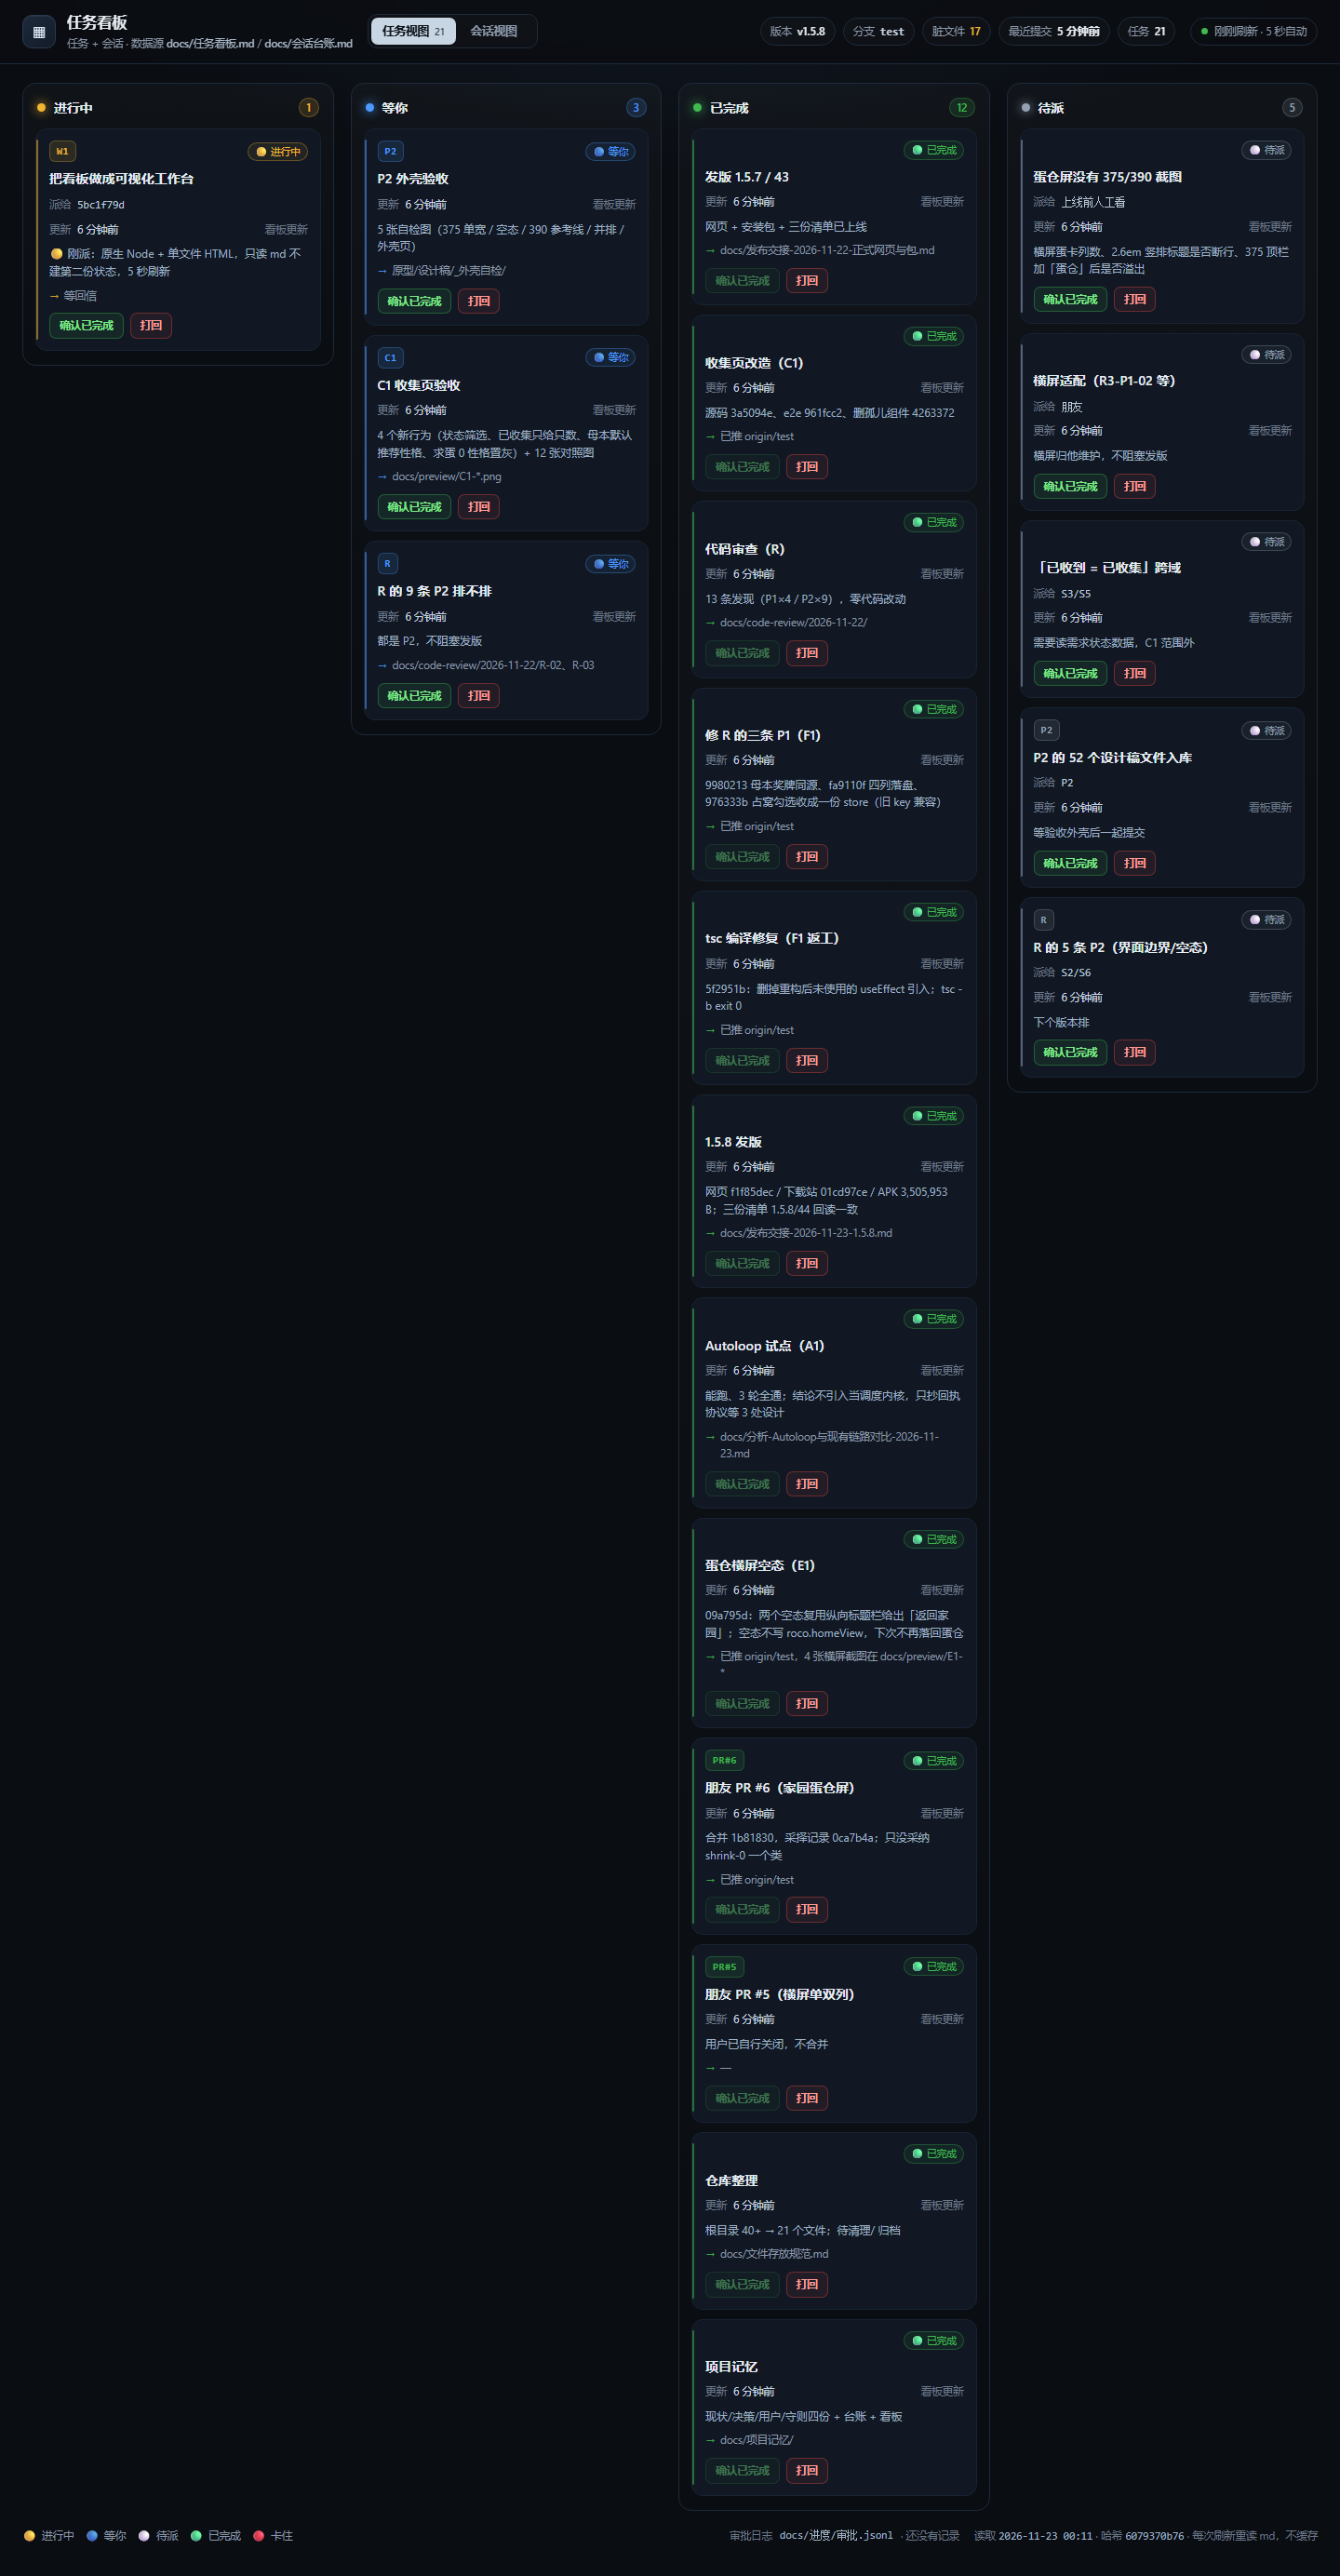 任务看板
任务 + 会话 · 数据源 docs/任务看板.md / docs/会话台账.md
任务视图 21
会话视图
版本 v1.5.8
分支 test
脏文件 17
最近提交 5 分钟前
任务 21
刚刚刷新 · 5 秒自动
进行中
1
W1
进行中
把看板做成可视化工作台
派给 5bc1f79d
更新 6 分钟前
看板更新
刚派：原生 Node + 单文件 HTML，只读 md 不
建第二份状态，5 秒刷新
→ 等回信
确认已完成
打回
等你
3
P2
等你
P2 外壳验收
更新 6 分钟前
看板更新
5 张自检图（375 单宽 / 空态 / 390 参考线 / 并排 /
外壳页）
→ 原型/设计稿/_外壳自检/
确认已完成
打回
C1
等你
C1 收集页验收
更新 6 分钟前
看板更新
4 个新行为（状态筛选、已收集只给只数、母本默认
推荐性格、求蛋 0 性格置灰）+ 12 张对照图
→ docs/preview/C1-*.png
确认已完成
打回
R
等你
R 的 9 条 P2 排不排
更新 6 分钟前
看板更新
都是 P2，不阻塞发版
→ docs/code-review/2026-11-22/R-02、R-03
确认已完成
打回
已完成
12
已完成
发版 1.5.7 / 43
更新 6 分钟前
看板更新
网页 + 安装包 + 三份清单已上线
→ docs/发布交接-2026-11-22-正式网页与包.md
确认已完成
打回
已完成
收集页改造（C1）
更新 6 分钟前
看板更新
源码 3a5094e、e2e 961fcc2、删孤儿组件 4263372
→ 已推 origin/test
确认已完成
打回
已完成
代码审查（R）
更新 6 分钟前
看板更新
13 条发现（P1×4 / P2×9），零代码改动
→ docs/code-review/2026-11-22/
确认已完成
打回
已完成
修 R 的三条 P1（F1）
更新 6 分钟前
看板更新
9980213 母本奖牌同源、fa9110f 四列落盘、
976333b 占窝勾选收成一份 store（旧 key 兼容）
→ 已推 origin/test
确认已完成
打回
已完成
tsc 编译修复（F1 返工）
更新 6 分钟前
看板更新
5f2951b：删掉重构后未使用的 useEffect 引入；tsc -
b exit 0
→ 已推 origin/test
确认已完成
打回
已完成
1.5.8 发版
更新 6 分钟前
看板更新
网页 f1f85dec / 下载站 01cd97ce / APK 3,505,953
B；三份清单 1.5.8/44 回读一致
→ docs/发布交接-2026-11-23-1.5.8.md
确认已完成
打回
已完成
Autoloop 试点（A1）
更新 6 分钟前
看板更新
能跑、3 轮全通；结论不引入当调度内核，只抄回执
协议等 3 处设计
→ docs/分析-Autoloop与现有链路对比-2026-11-
23.md
确认已完成
打回
已完成
蛋仓横屏空态（E1）
更新 6 分钟前
看板更新
09a795d：两个空态复用纵向标题栏给出「返回家
园」；空态不写 roco.homeView，下次不再落回蛋仓
→ 已推 origin/test，4 张横屏截图在 docs/preview/E1-
*
确认已完成
打回
PR#6
已完成
朋友 PR #6（家园蛋仓屏）
更新 6 分钟前
看板更新
合并 1b81830，采择记录 0ca7b4a；只没采纳
shrink-0 一个类
→ 已推 origin/test
确认已完成
打回
PR#5
已完成
朋友 PR #5（横屏单双列）
更新 6 分钟前
看板更新
用户已自行关闭，不合并
→ —
确认已完成
打回
已完成
仓库整理
更新 6 分钟前
看板更新
根目录 40+ → 21 个文件；待清理/ 归档
→ docs/文件存放规范.md
确认已完成
打回
已完成
项目记忆
更新 6 分钟前
看板更新
现状/决策/用户/守则四份 + 台账 + 看板
→ docs/项目记忆/
确认已完成
打回
待派
5
待派
蛋仓屏没有 375/390 截图
派给 上线前人工看
更新 6 分钟前
看板更新
横屏蛋卡列数、2.6em 竖排标题是否断行、375 顶栏
加「蛋仓」后是否溢出
确认已完成
打回
待派
横屏适配（R3-P1-02 等）
派给 朋友
更新 6 分钟前
看板更新
横屏归他维护，不阻塞发版
确认已完成
打回
待派
「已收到 = 已收集」跨域
派给 S3/S5
更新 6 分钟前
看板更新
需要读需求状态数据，C1 范围外
确认已完成
打回
P2
待派
P2 的 52 个设计稿文件入库
派给 P2
更新 6 分钟前
看板更新
等验收外壳后一起提交
确认已完成
打回
R
待派
R 的 5 条 P2（界面边界/空态）
派给 S2/S6
更新 6 分钟前
看板更新
下个版本排
确认已完成
打回
进行中 等你 待派 已完成 卡住
审批日志 docs/进度/审批.jsonl · 还没有记录
读取 2026-11-23 00:11 · 哈希 6079370b76 · 每次刷新重读 md，不缓存